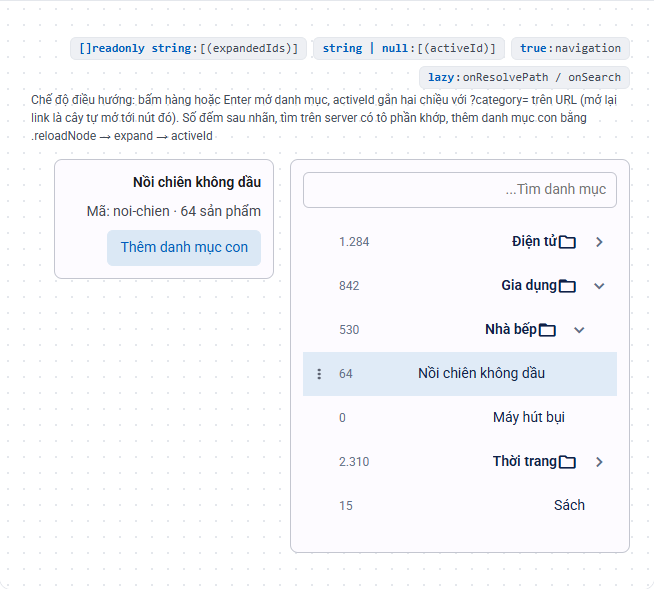 []readonly string:[(expandedIds)]
string | null:[(activeId)]
true:navigation
lazy:onResolvePath / onSearch
Chế độ điều hướng: bấm hàng hoặc Enter mở danh mục, activeId gắn hai chiều với ?category= trên URL (mở lại
link là cây tự mở tới nút đó). Số đếm sau nhãn, tìm trên server có tô phần khớp, thêm danh mục con bằng
.reloadNode → expand → activeId
Nồi chiên không dầu
Mã: noi-chien · 64 sản phẩm
Thêm danh mục con
...Tìm danh mục
1.284 Điện tử
842 Gia dụng
530 Nhà bếp
64 Nồi chiên không dầu
0 Máy hút bụi
2.310 Thời trang
15 Sách